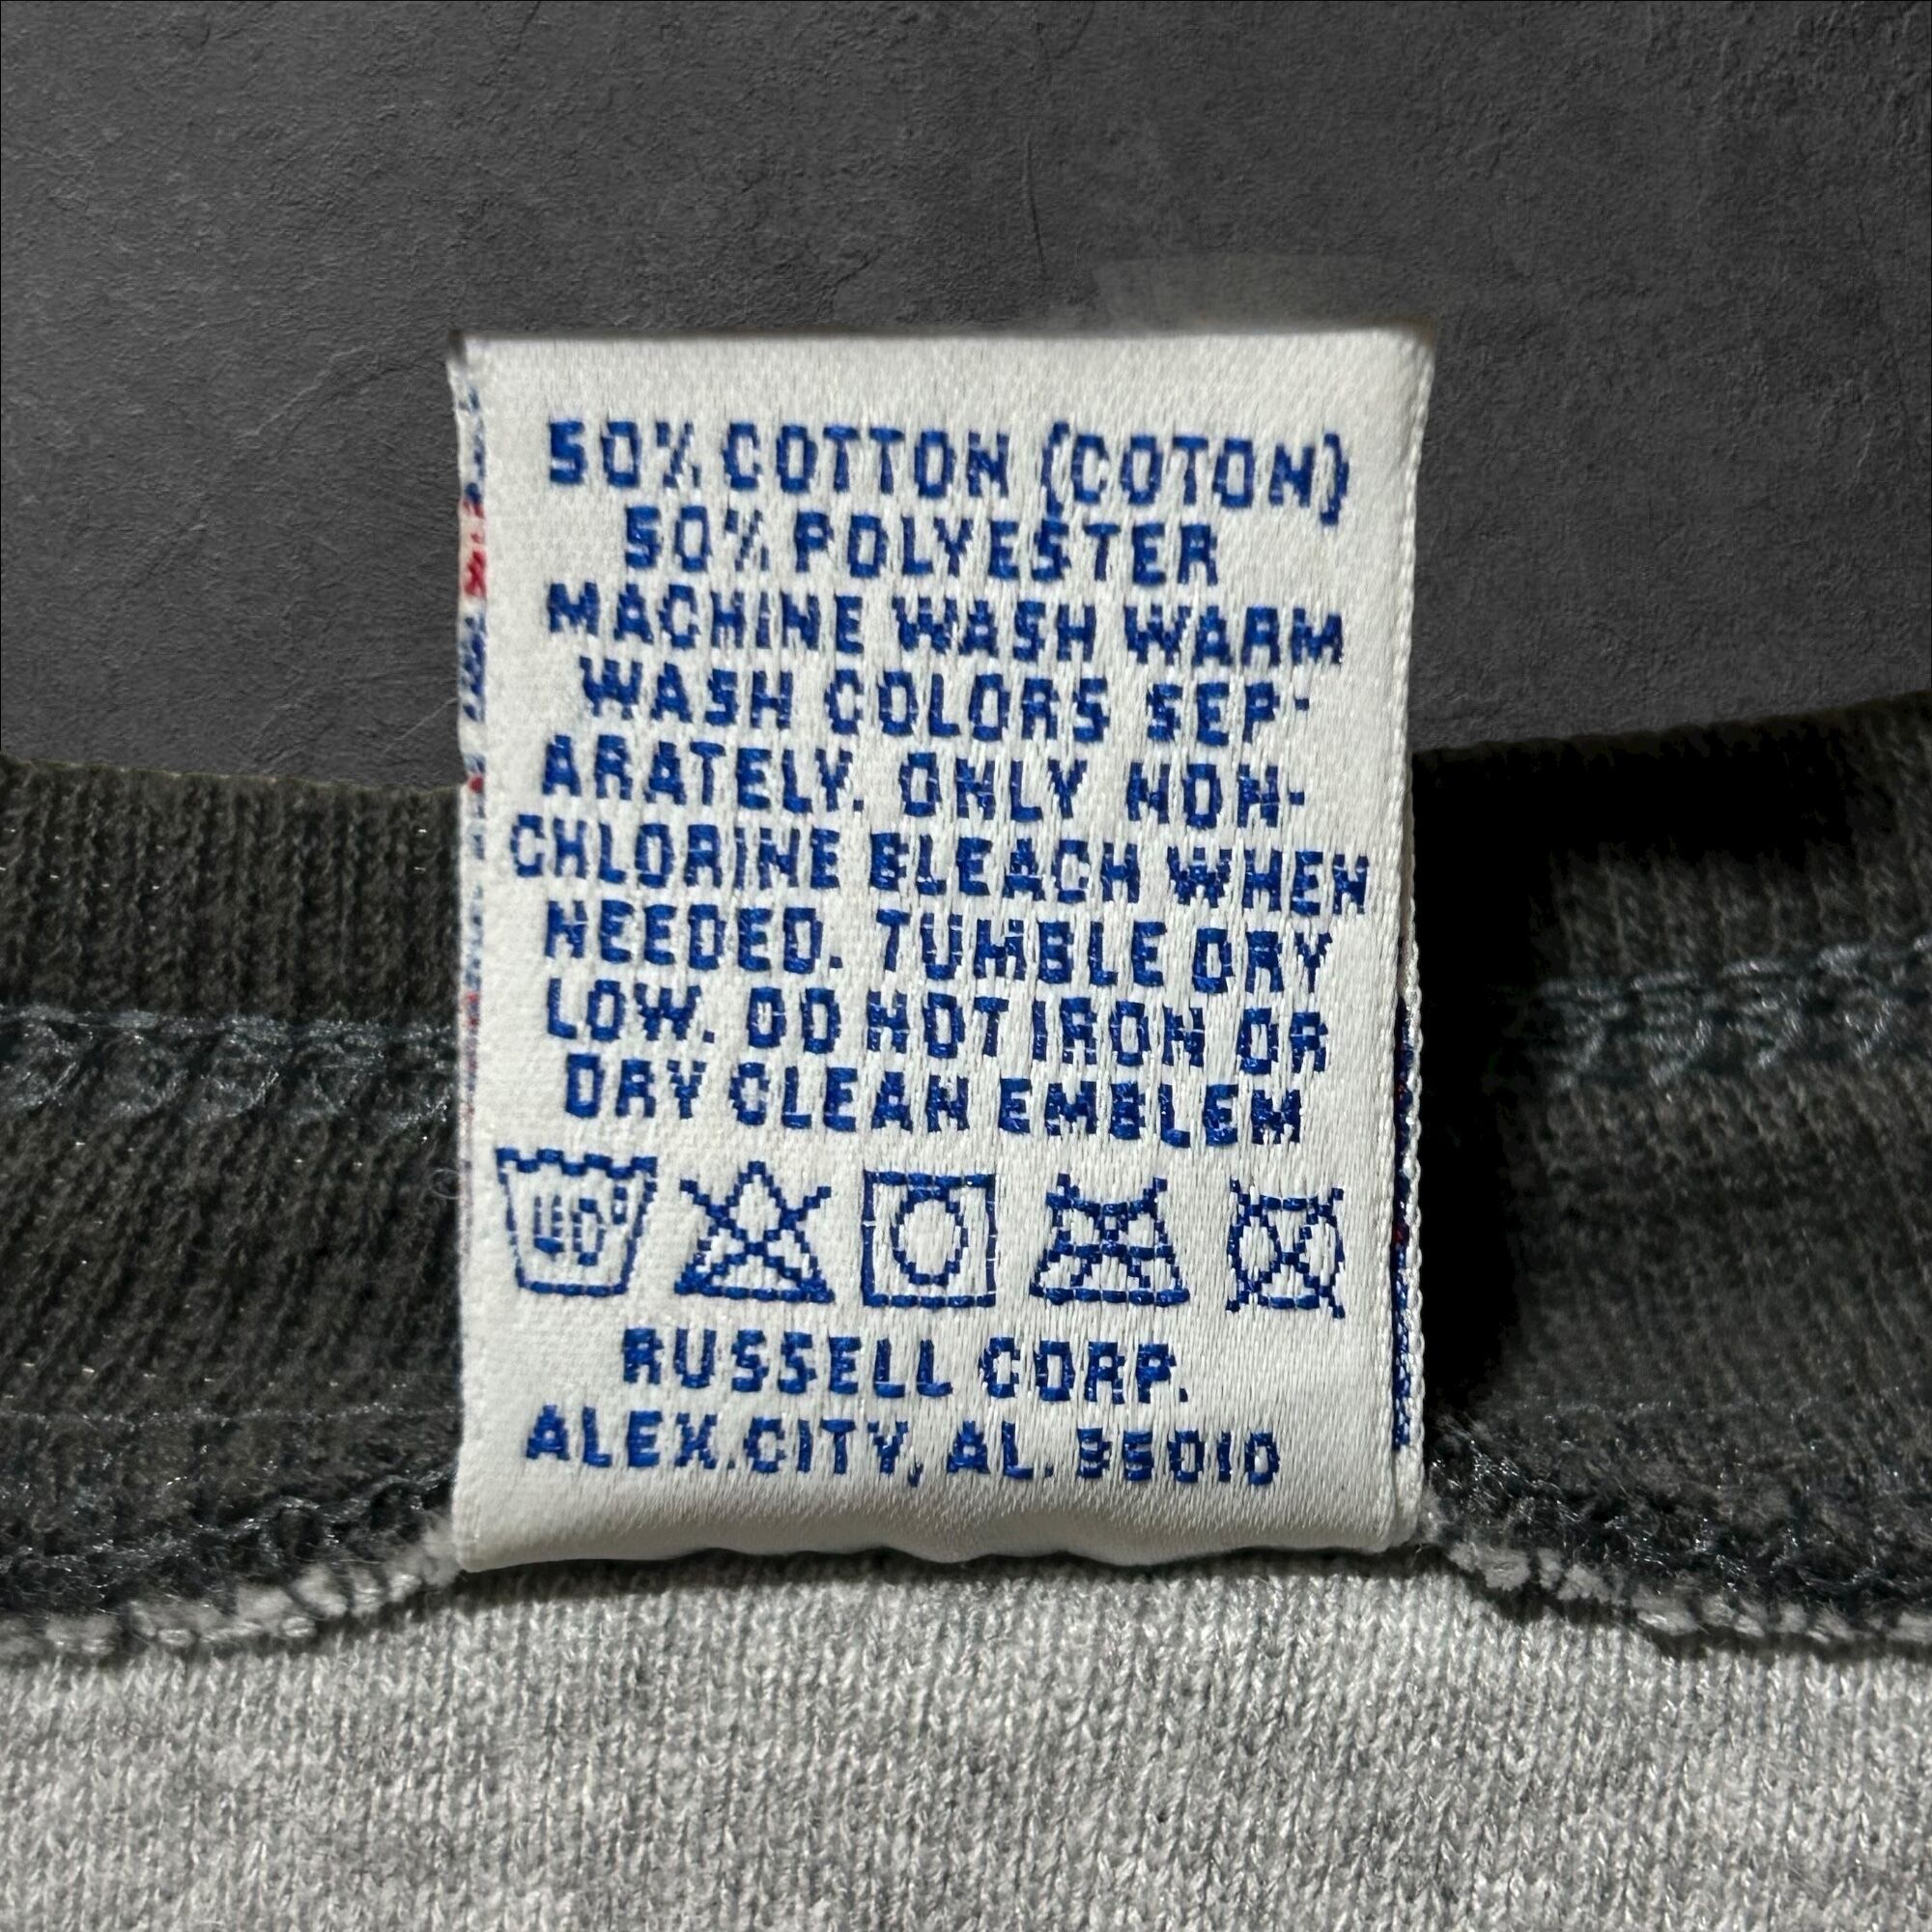 50% COTTON (COTON)
50% POLYESTER
MACHINE WASH WARM
WASH COLORS SEP-
ARATELY. ONLY NON-
CHLORINE BLEACH WHEN
NEEDED. TUMBLE DRY
LOW. DO NOT IRON OR
DRY CLEAN EMBLEM
40°
RUSSELL CORP.
ALEX.CITY, AL. 35010